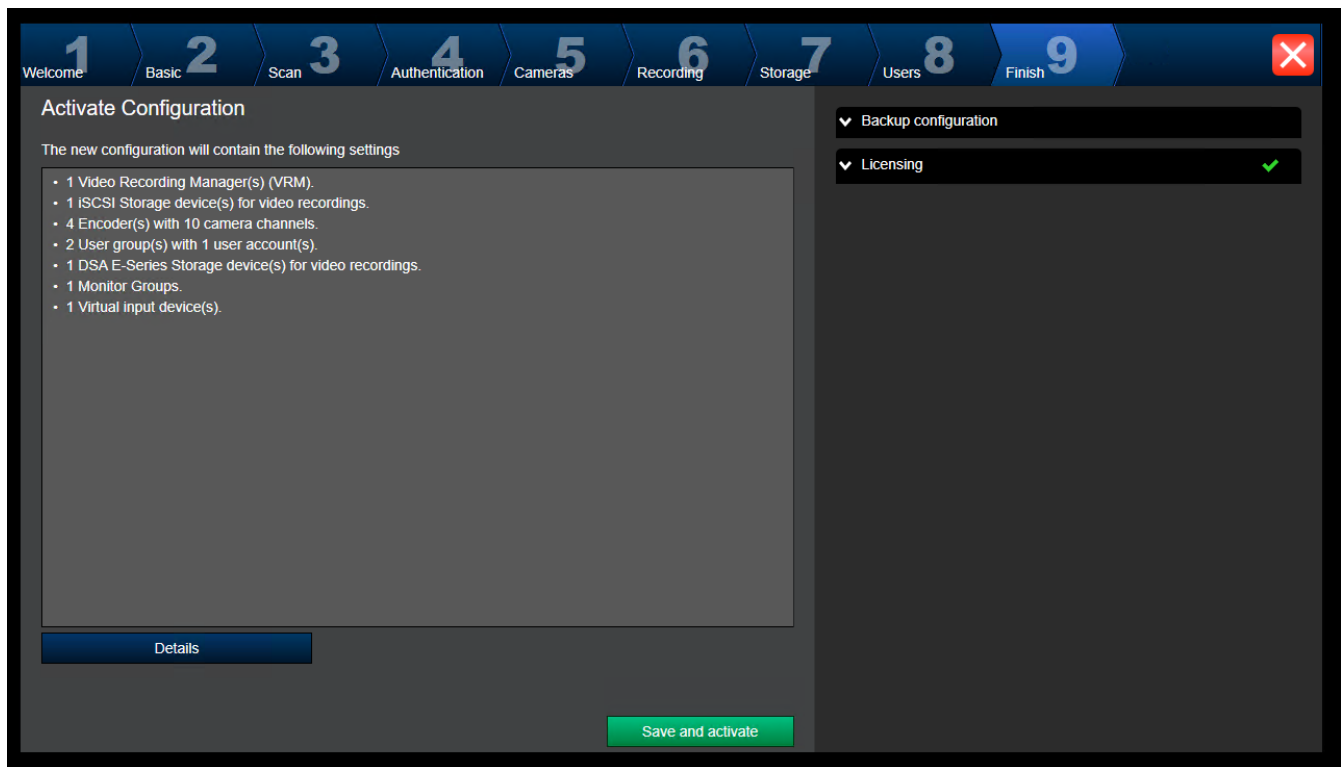 1 Welcome
2 Basic
3 Scan
4 Authentication
5 Cameras
6 Recording
7 Storage
8 Users
9 Finish
Activate Configuration
The new configuration will contain the following settings
• 1 Video Recording Manager(s) (VRM).
• 1 iSCSI Storage device(s) for video recordings.
• 4 Encoder(s) with 10 camera channels.
• 2 User group(s) with 1 user account(s).
• 1 DSA E-Series Storage device(s) for video recordings.
• 1 Monitor Groups.
• 1 Virtual input device(s).
Details
Save and activate
Backup configuration
Licensing